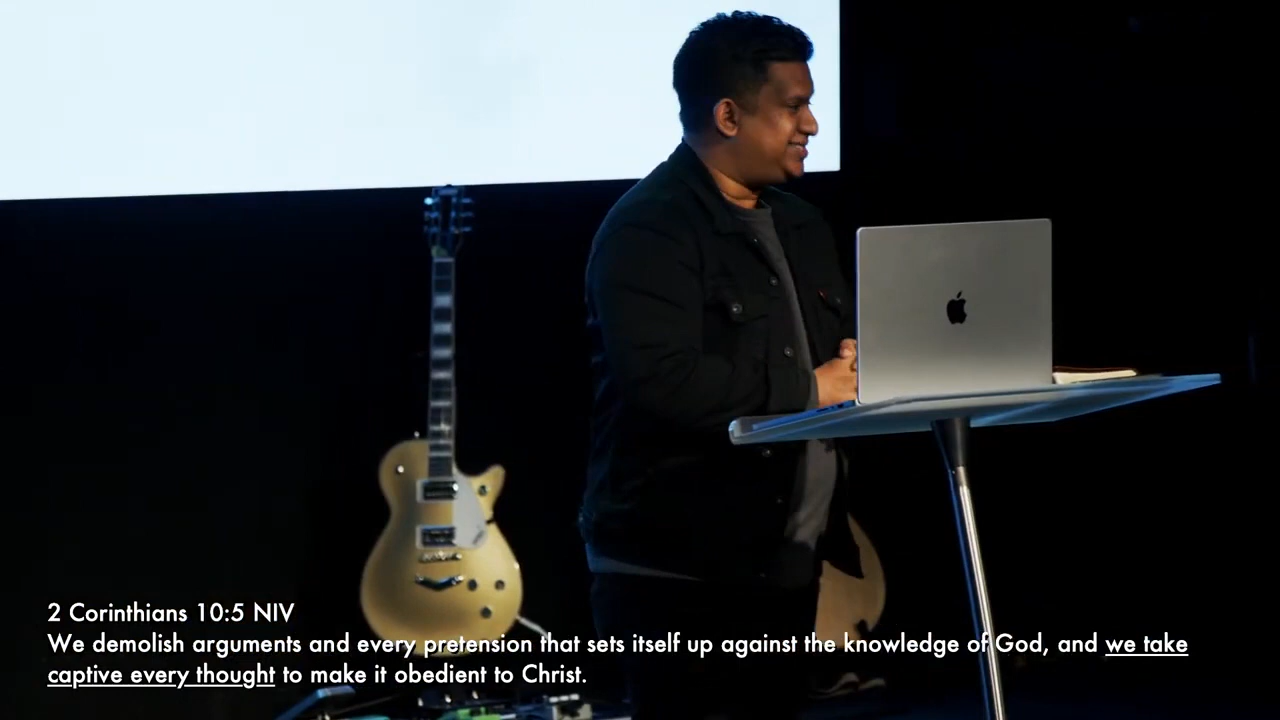 2 Corinthians 10:5 NIV
We demolish arguments and every pretension that sets itself up against the knowledge of God, and we take
captive every thought to make it obedient to Christ.